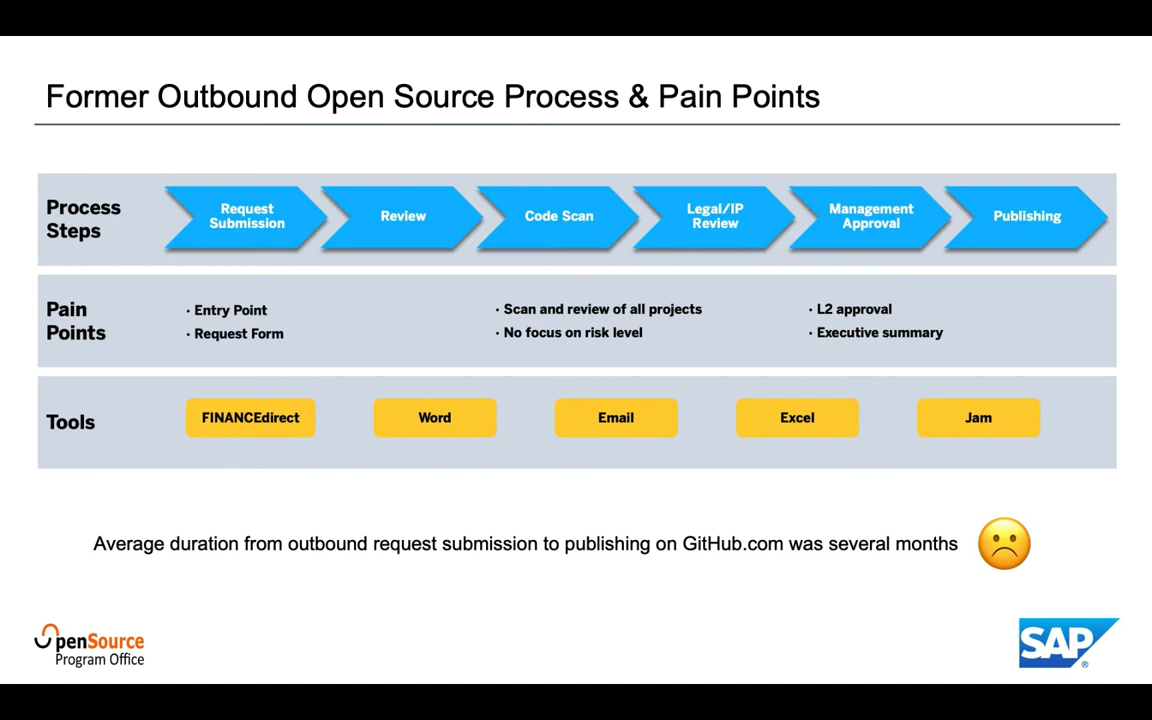 Former Outbound Open Source Process & Pain Points
Process
Steps
Request
Submission
Review
Code Scan
Legal/IP
Review
Management
Approval
Publishing
Pain
Points
· Entry Point
· Request Form
· Scan and review of all projects
· No focus on risk level
· L2 approval
· Executive summary
Tools
FINANCEdirect
Word
Email
Excel
Jam
Average duration from outbound request submission to publishing on GitHub.com was several months
OpenSource
Program Office
SAP®